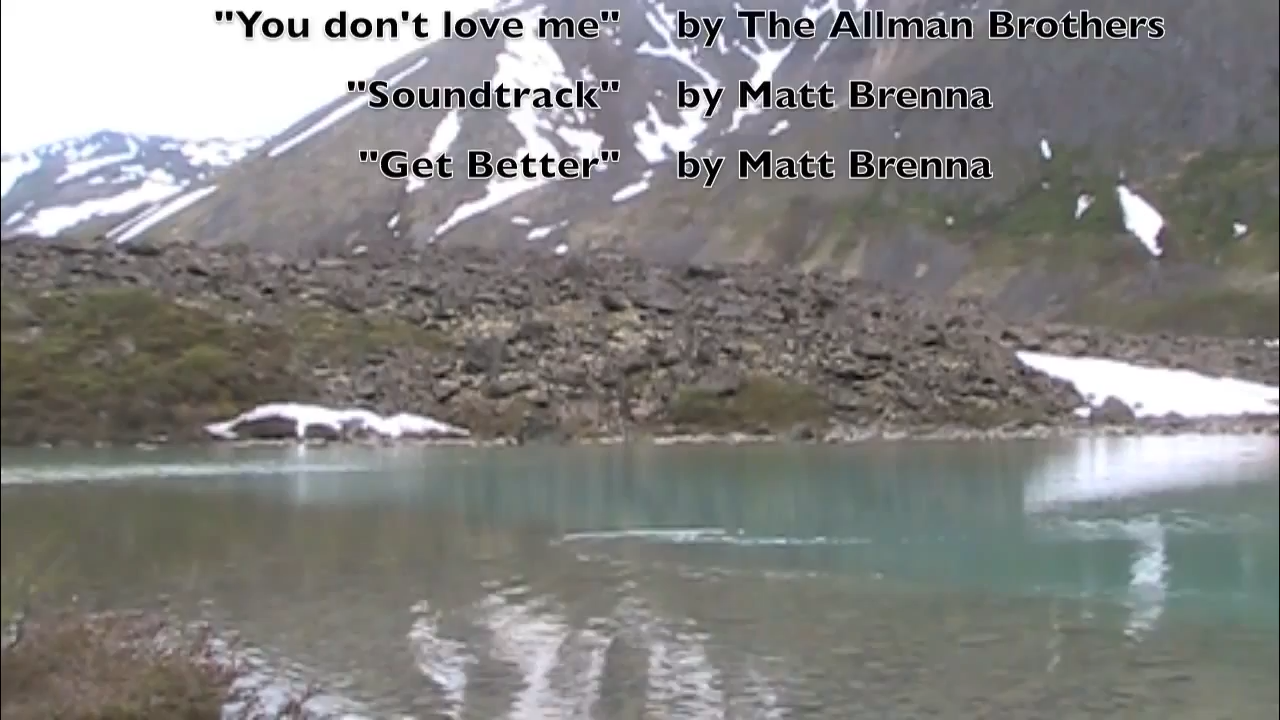 "You don't love me" by The Allman Brothers
"Soundtrack" by Matt Brenna
"Get Better" by Matt Brenna